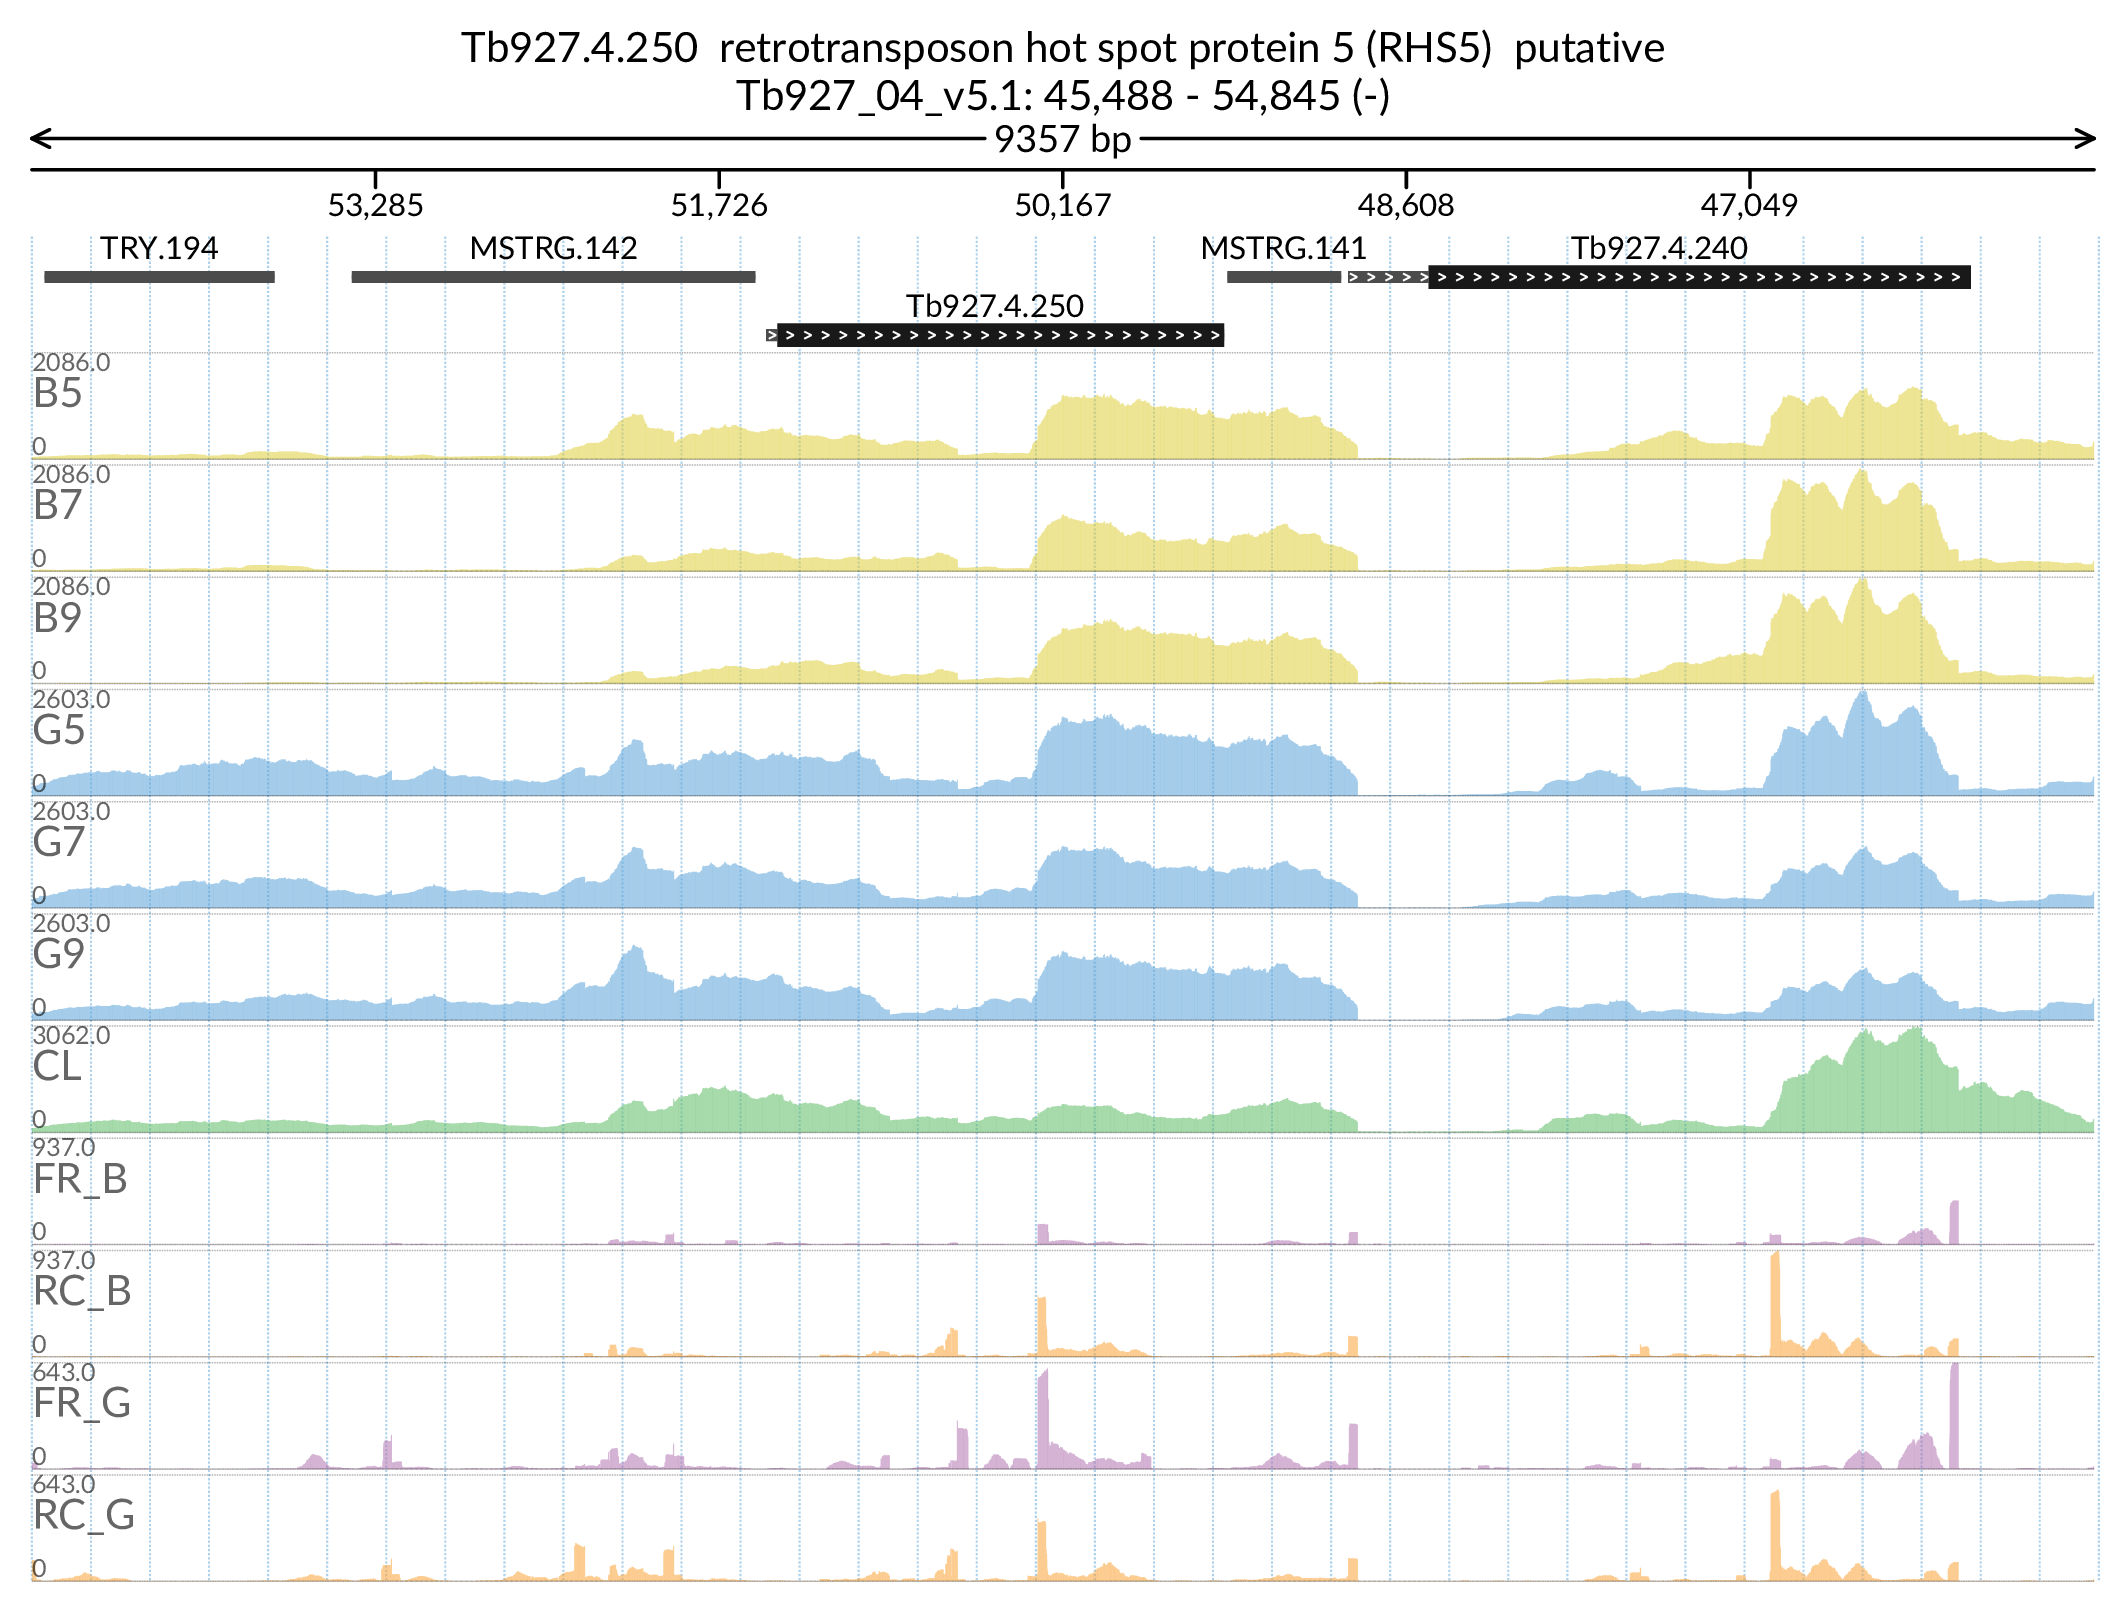 Tb927.4.250  retrotransposon hot spot protein 5 (RHS5)  putative
Tb927_04_v5.1: 45,488 - 54,845 (-)
9357 bp
53,285 51,726 50,167 48,608 47,049
TRY.194 MSTRG.142 MSTRG.141 Tb927.4.240
Tb927.4.250
2086.0
B5
0
2086.0
B7
0
2086.0
B9
0
2603.0
G5
0
2603.0
G7
0
2603.0
G9
0
3062.0
CL
0
937.0
FR_B
0
937.0
RC_B
0
643.0
FR_G
0
643.0
RC_G
0